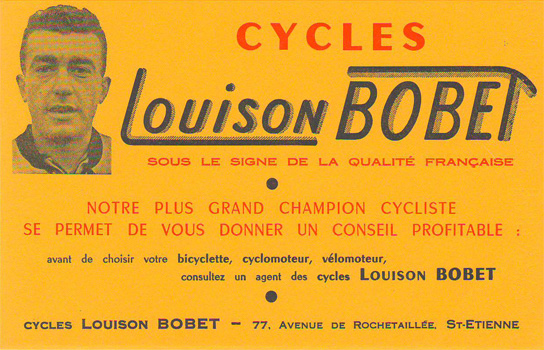 CYCLES
Louison BOBET
SOUS LE SIGNE DE LA QUALITÉ FRANÇAISE
NOTRE PLUS GRAND CHAMPION CYCLISTE
SE PERMET DE VOUS DONNER UN CONSEIL PROFITABLE :
avant de choisir votre bicyclette, cyclomoteur, vélomoteur,
consultez un agent des cycles LOUISON BOBET
CYCLES LOUISON BOBET – 77, AVENUE DE ROCHETAILLÉE, ST-ETIENNE